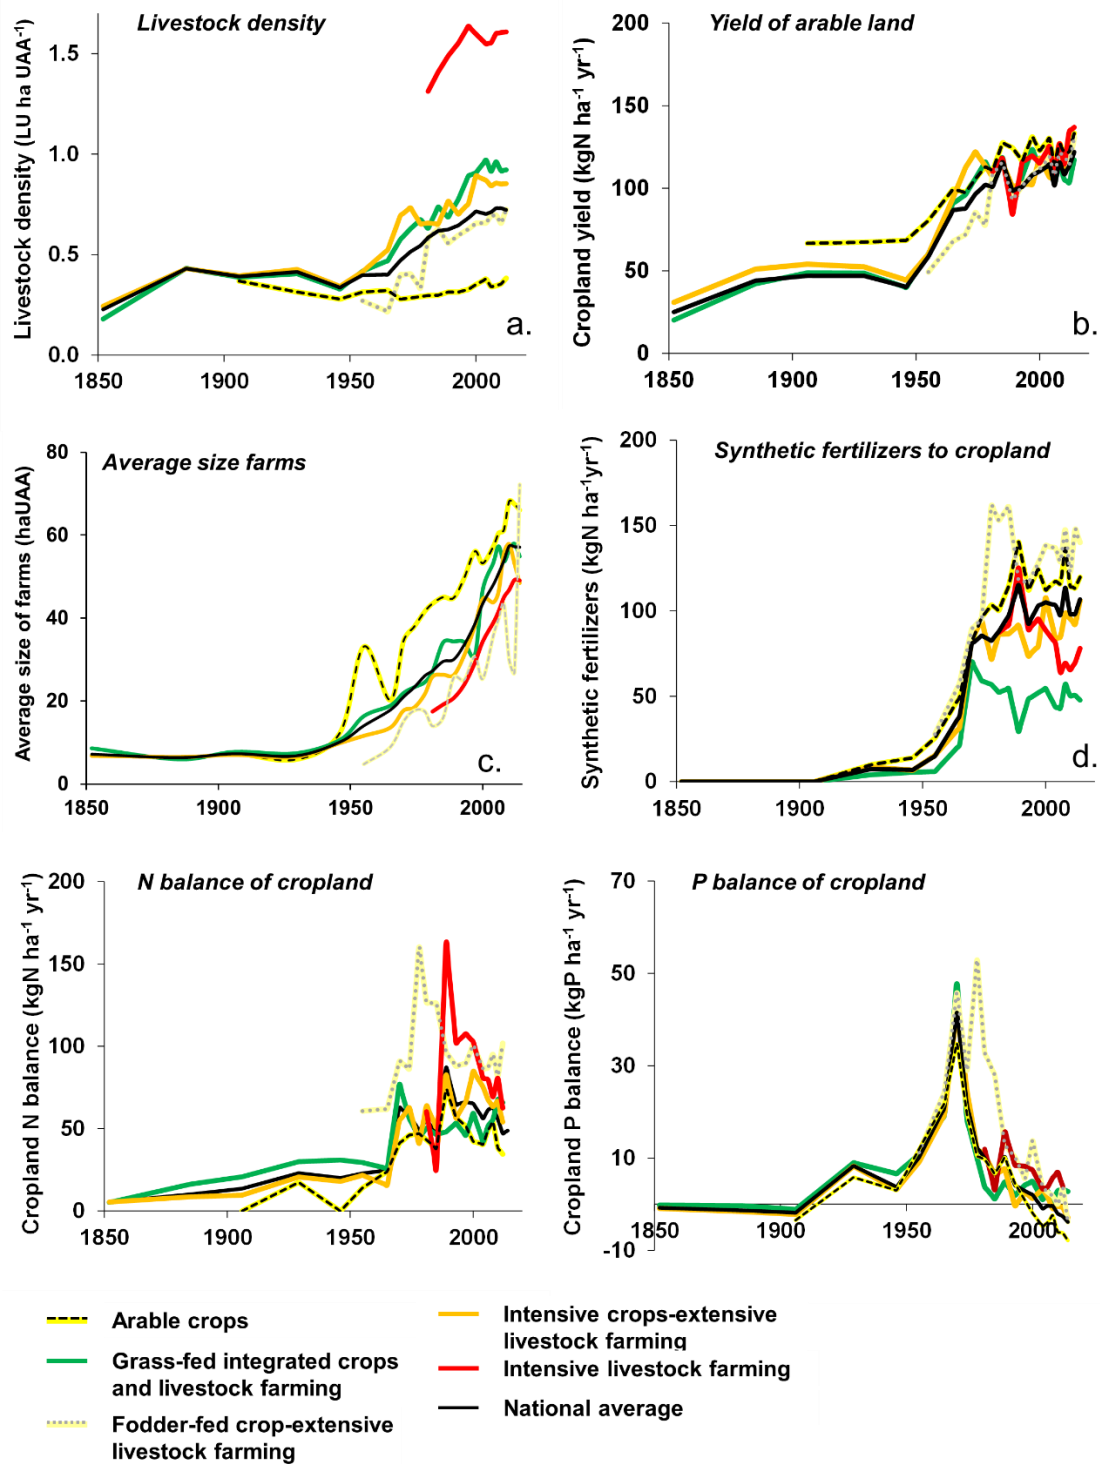 Livestock density
Livestock density (LU ha UAA-1)
1.5
1.0
0.5
0.0
1850
1900
1950
2000
a.
Yield of arable land
Cropland yield (kgN ha-1 yr-1)
200
150
100
50
0
1850
1900
1950
2000
b.
Average size farms
Average size of farms (haUAA)
80
60
40
20
0
1850
1900
1950
2000
c.
Synthetic fertilizers to cropland
Synthetic fertilizers (kgN ha-1yr-1)
200
150
100
50
0
1850
1900
1950
2000
d.
N balance of cropland
Cropland N balance (kgN ha-1 yr-1)
200
150
100
50
0
1850
1900
1950
2000
P balance of cropland
Cropland P balance (kgP ha-1 yr-1)
70
50
30
10
-10
1850
1900
1950
2000
Arable crops
Grass-fed integrated crops
and livestock farming
Fodder-fed crop-extensive
livestock farming
Intensive crops-extensive
livestock farming
Intensive livestock farming
National average